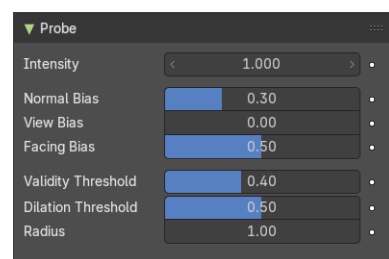 Probe
Intensity 1.000
Normal Bias 0.30
View Bias 0.00
Facing Bias 0.50
Validity Threshold 0.40
Dilation Threshold 0.50
Radius 1.00